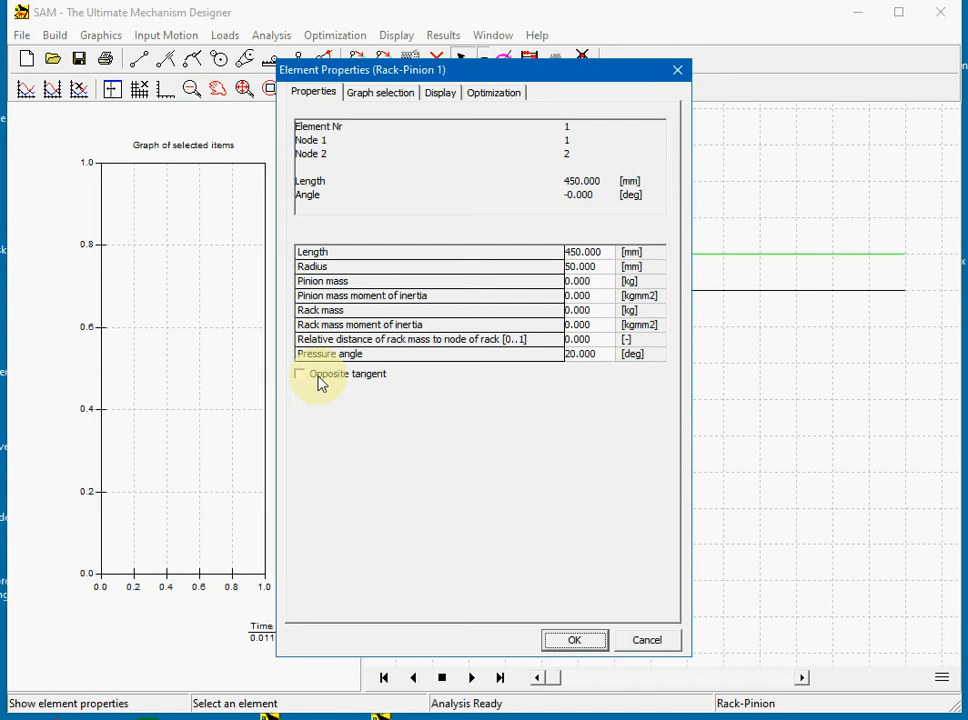 SAM - The Ultimate Mechanism Designer
File Build Graphics Input Motion Loads Analysis Optimization Display Results Window Help
Element Properties (Rack-Pinion 1)
Properties Graph selection Display Optimization
Element Nr 1
Node 1 1
Node 2 2
Length 450.000 [mm]
Angle -0.000 [deg]
Length 450.000 [mm]
Radius 50.000 [mm]
Pinion mass 0.000 [kg]
Pinion mass moment of inertia 0.000 [kgmm2]
Rack mass 0.000 [kg]
Rack mass moment of inertia 0.000 [kgmm2]
Relative distance of rack mass to node of rack [0..1] 0.000 [-]
Pressure angle 20.000 [deg]
Opposite tangent
OK Cancel
Graph of selected items
1.0
0.8
0.6
0.4
0.2
0.0
0.0 0.2 0.4 0.6 0.8 1.0
Time
0.011
Show element properties Select an element Analysis Ready Rack-Pinion